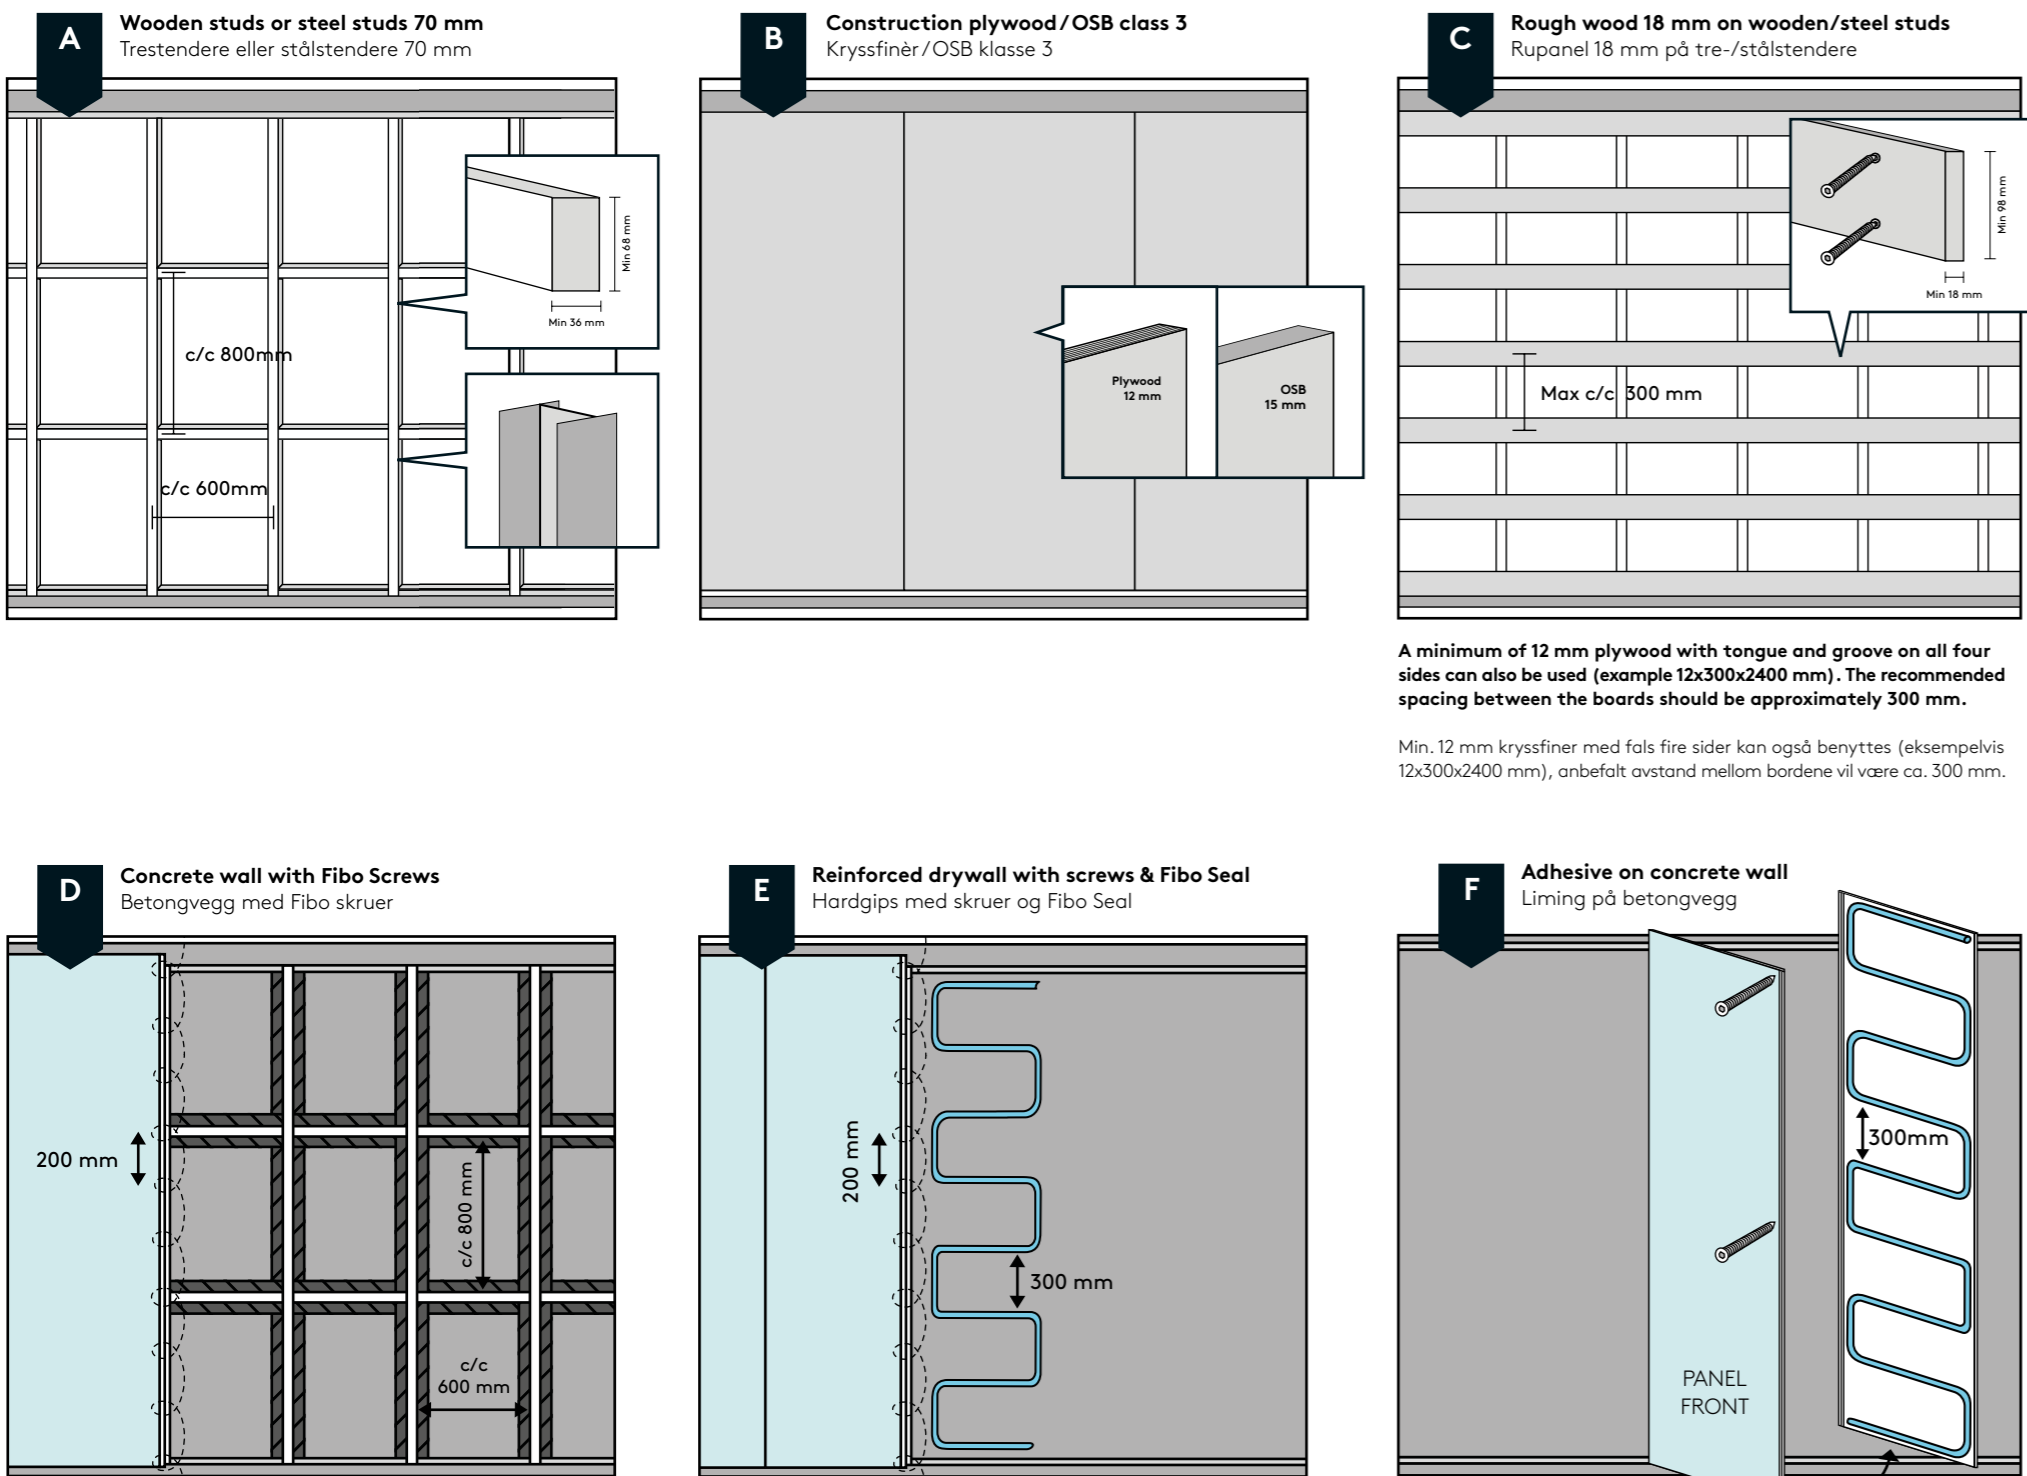 A
Wooden studs or steel studs 70 mm
Trestendere eller stålstendere 70 mm
Min 68 mm
Min 36 mm
c/c 800mm
c/c 600mm
B
Construction plywood/OSB class 3
Kryssfinèr/OSB klasse 3
Plywood
12 mm
OSB
15 mm
C
Rough wood 18 mm on wooden/steel studs
Rupanel 18 mm på tre-/stålstendere
Min 98 mm
Min 18 mm
Max c/c 300 mm
A minimum of 12 mm plywood with tongue and groove on all four
sides can also be used (example 12x300x2400 mm). The recommended
spacing between the boards should be approximately 300 mm.
Min. 12 mm kryssfiner med fals fire sider kan også benyttes (eksempelvis
12x300x2400 mm), anbefalt avstand mellom bordene vil være ca. 300 mm.
D
Concrete wall with Fibo Screws
Betongvegg med Fibo skruer
200 mm
c/c 800 mm
c/c
600 mm
E
Reinforced drywall with screws & Fibo Seal
Hardgips med skruer og Fibo Seal
200 mm
300 mm
F
Adhesive on concrete wall
Liming på betongvegg
300mm
PANEL
FRONT